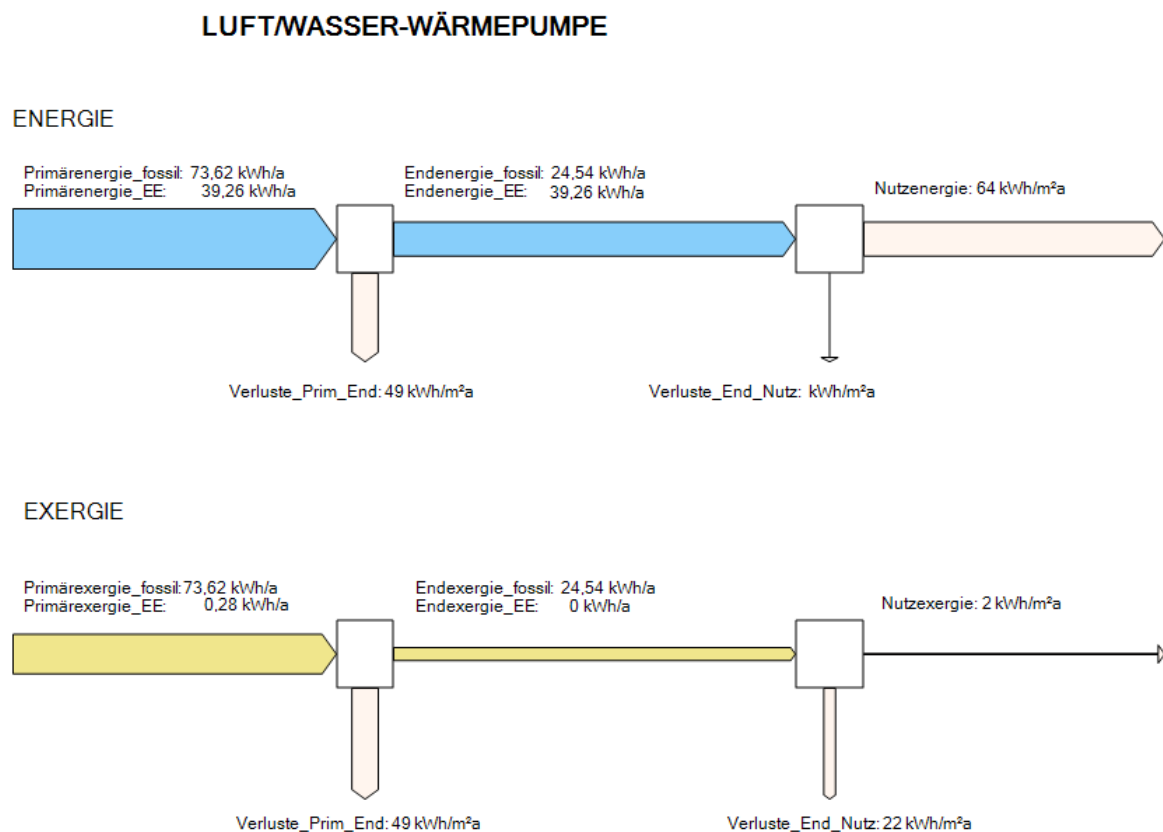 LUFT/WASSER-WÄRMEPUMPE
ENERGIE
Primärenergie_fossil: 73,62 kWh/a
Primärenergie_EE: 39,26 kWh/a
Endenergie_fossil: 24,54 kWh/a
Endenergie_EE: 39,26 kWh/a
Nutzenergie: 64 kWh/m²a
Verluste_Prim_End: 49 kWh/m²a
Verluste_End_Nutz: kWh/m²a
EXERGIE
Primärexergie_fossil: 73,62 kWh/a
Primärexergie_EE: 0,28 kWh/a
Endexergie_fossil: 24,54 kWh/a
Endexergie_EE: 0 kWh/a
Nutzexergie: 2 kWh/m²a
Verluste_Prim_End: 49 kWh/m²a
Verluste_End_Nutz: 22 kWh/m²a